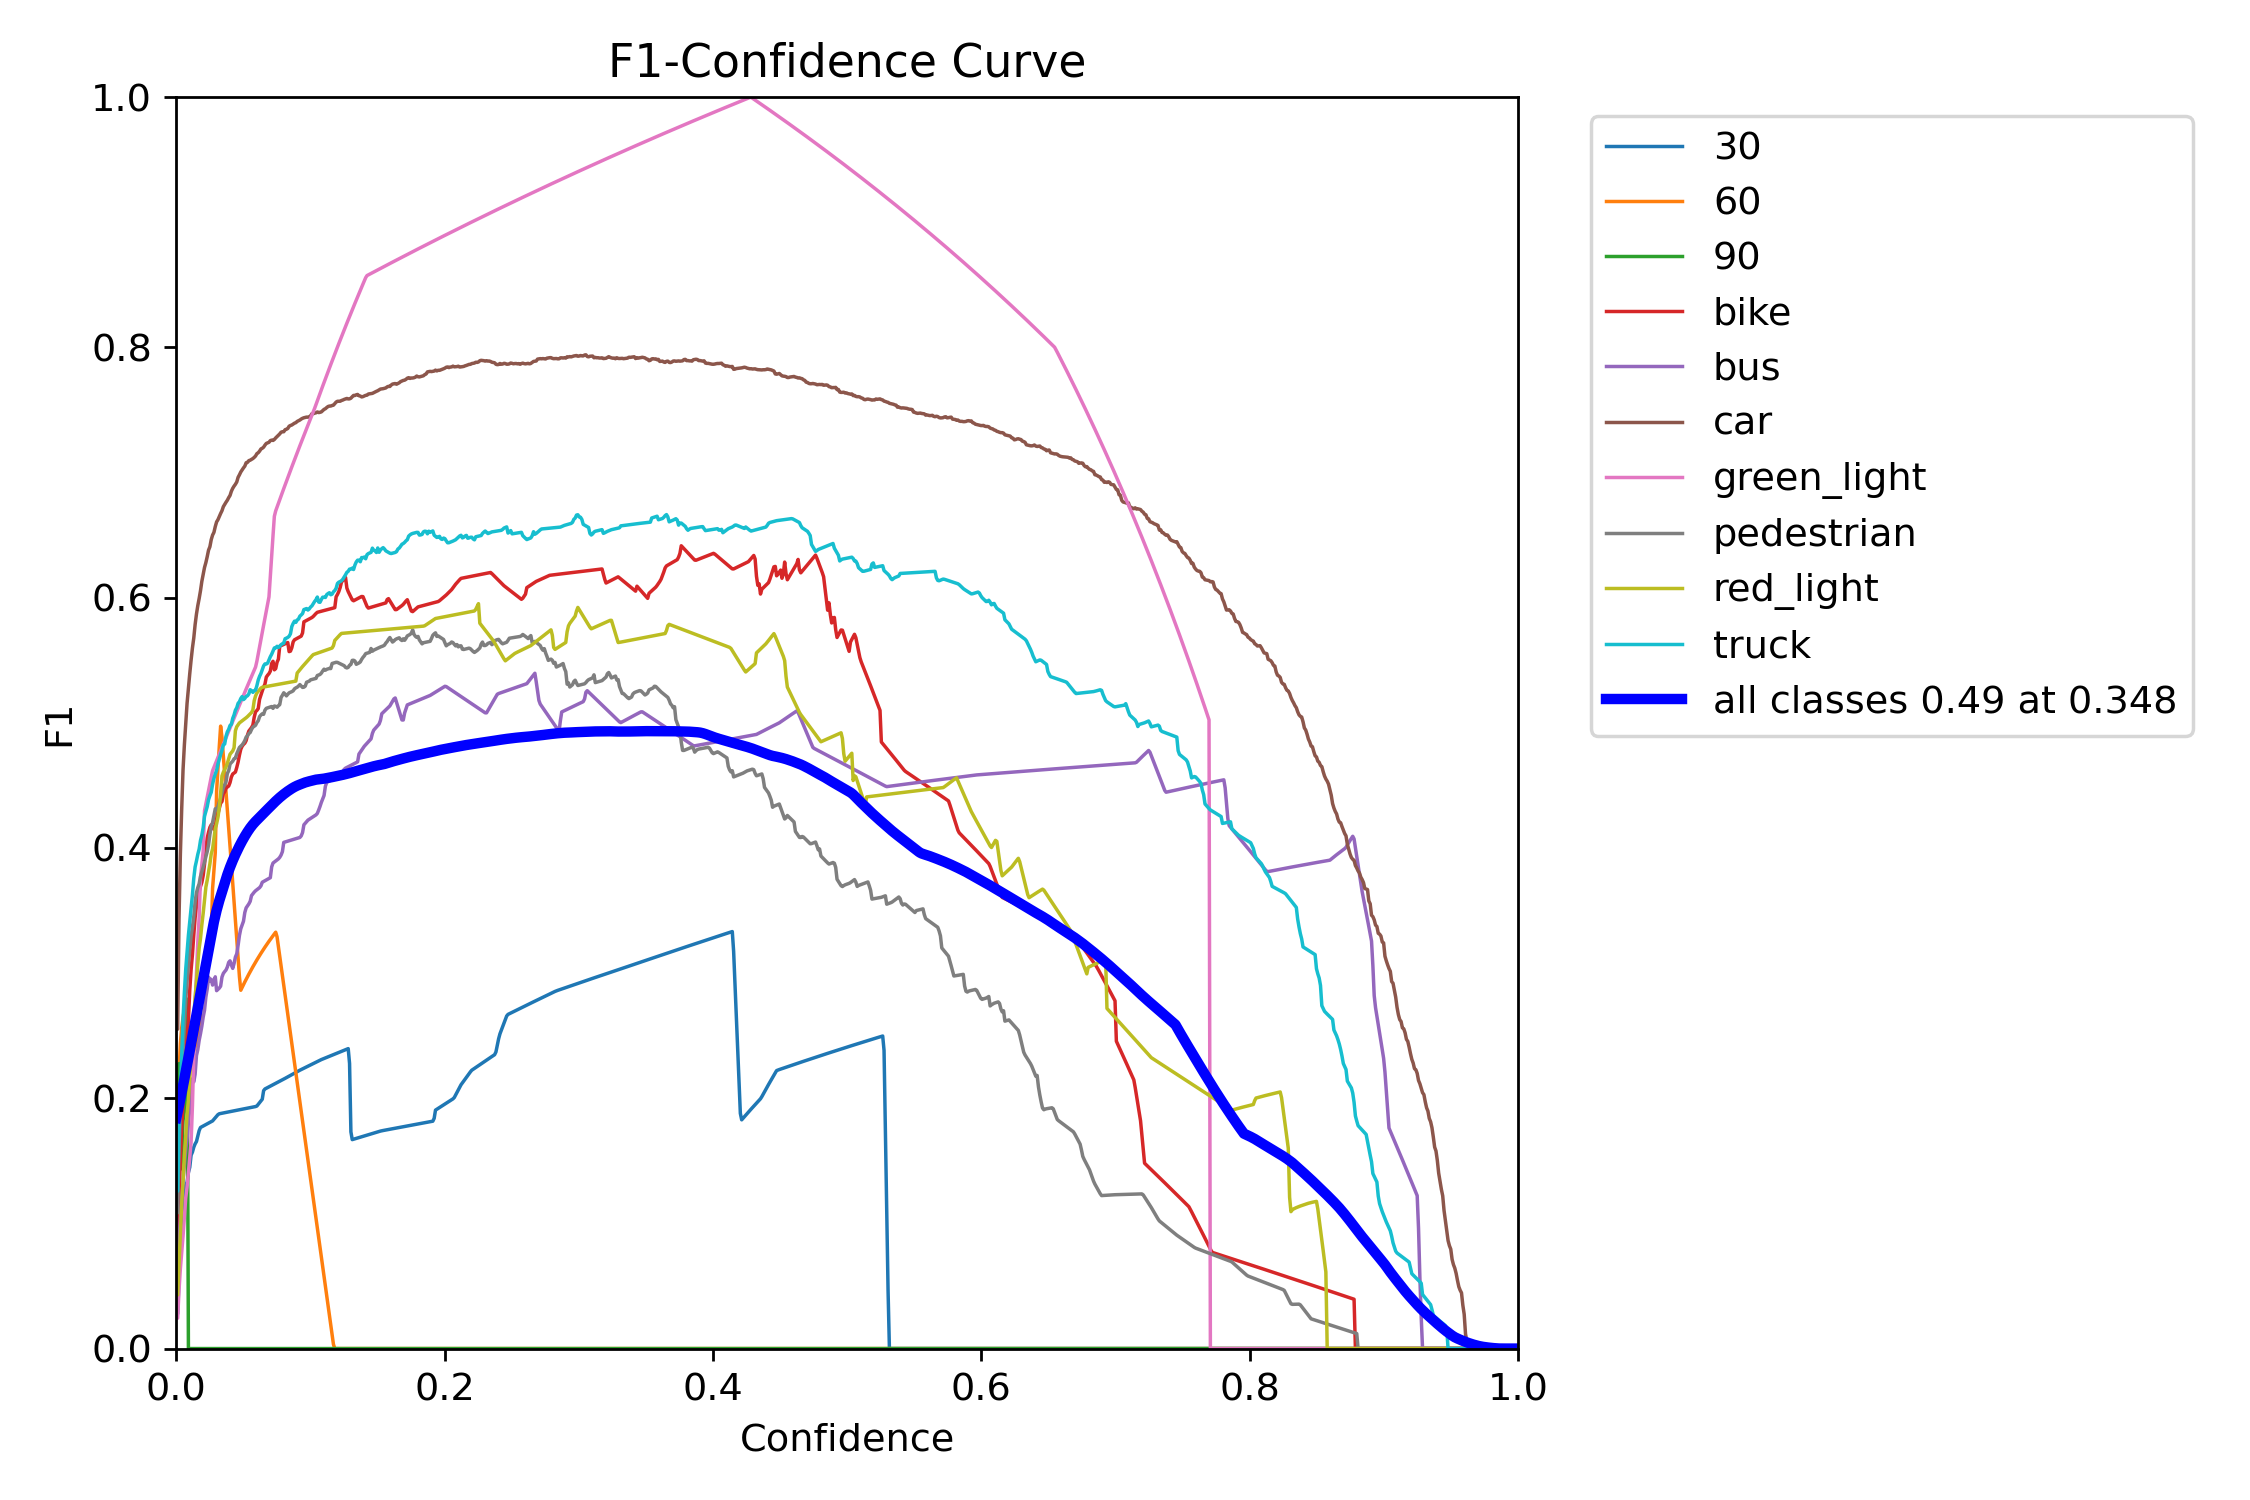 F1-Confidence Curve
1.0
0.8
0.6
0.4
0.2
0.0
F1
0.0 0.2 0.4 0.6 0.8 1.0
Confidence
30
60
90
bike
bus
car
green_light
pedestrian
red_light
truck
all classes 0.49 at 0.348